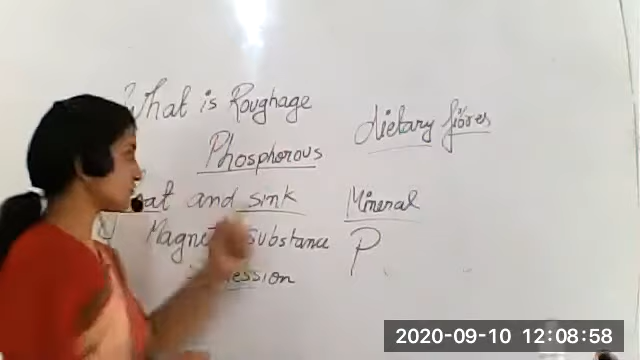 What is Roughage
dietary fibres
Phosphorous
and sink
Mineral
Substance
P
2020-09-10 12:08:58